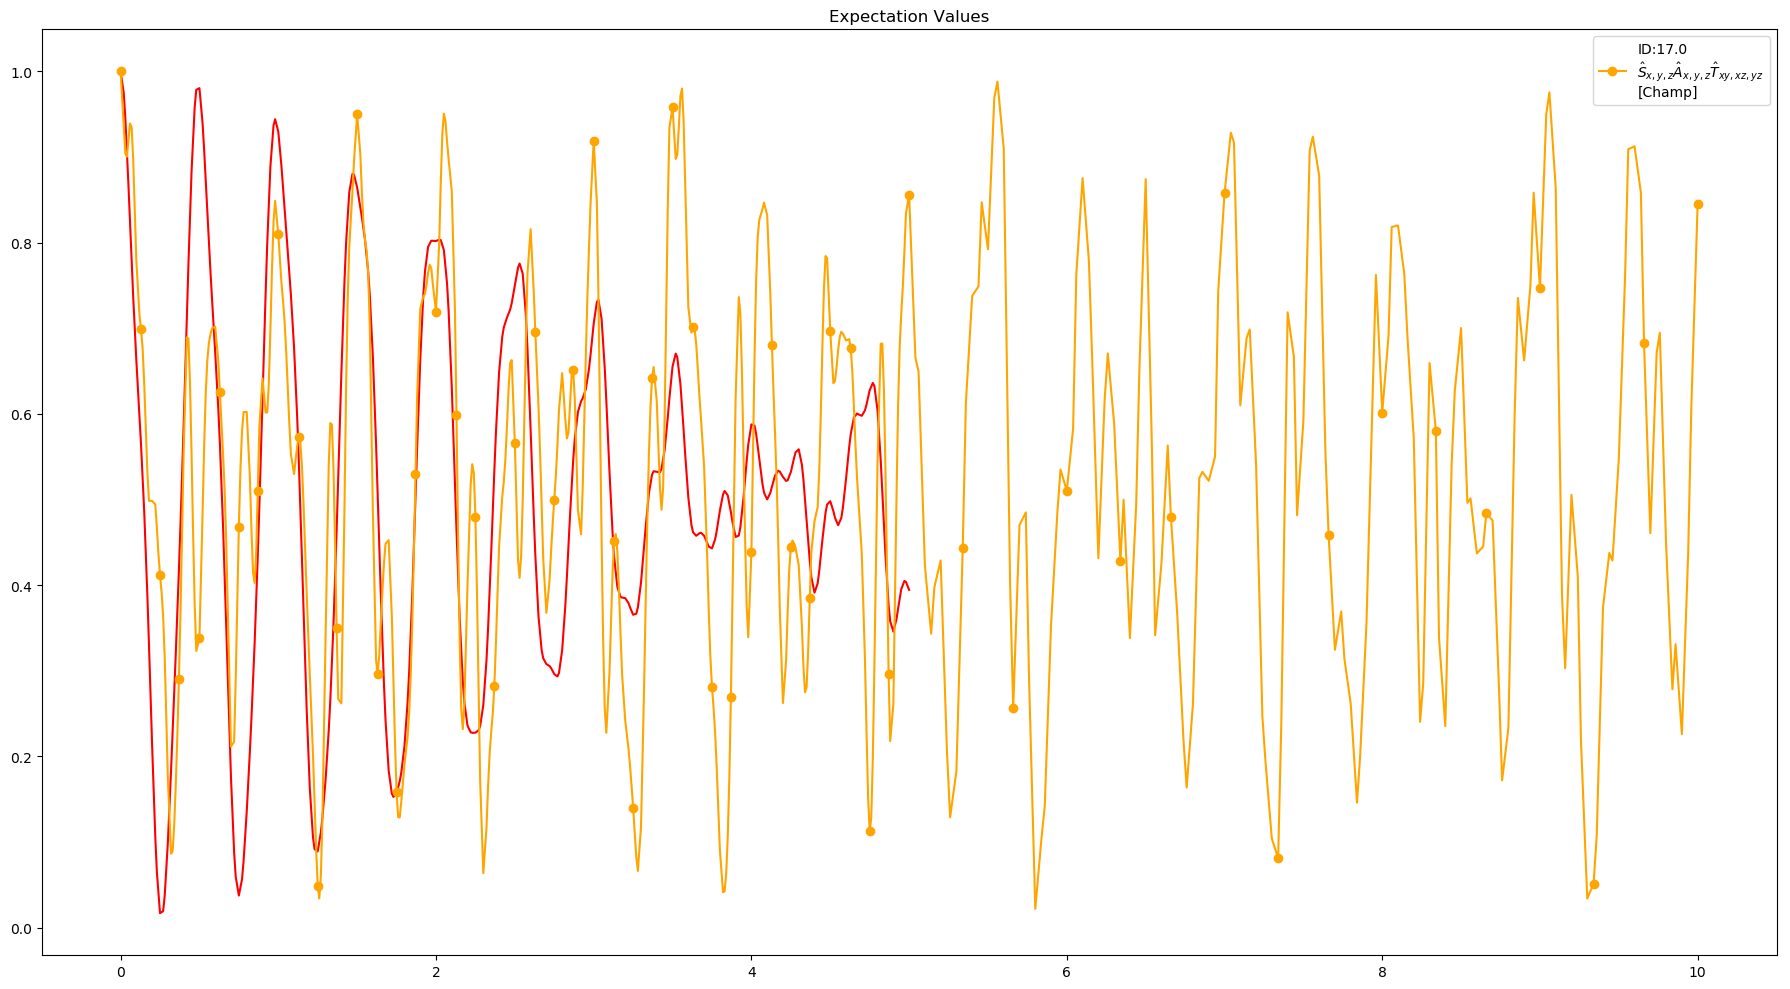 Expectation Values
ID:17.0
$\hat{S}_{x,y,z}\hat{A}_{x,y,z}\hat{T}_{xy,xz,yz}$
[Champ]
1.0
0.8
0.6
0.4
0.2
0.0
0 2 4 6 8 10